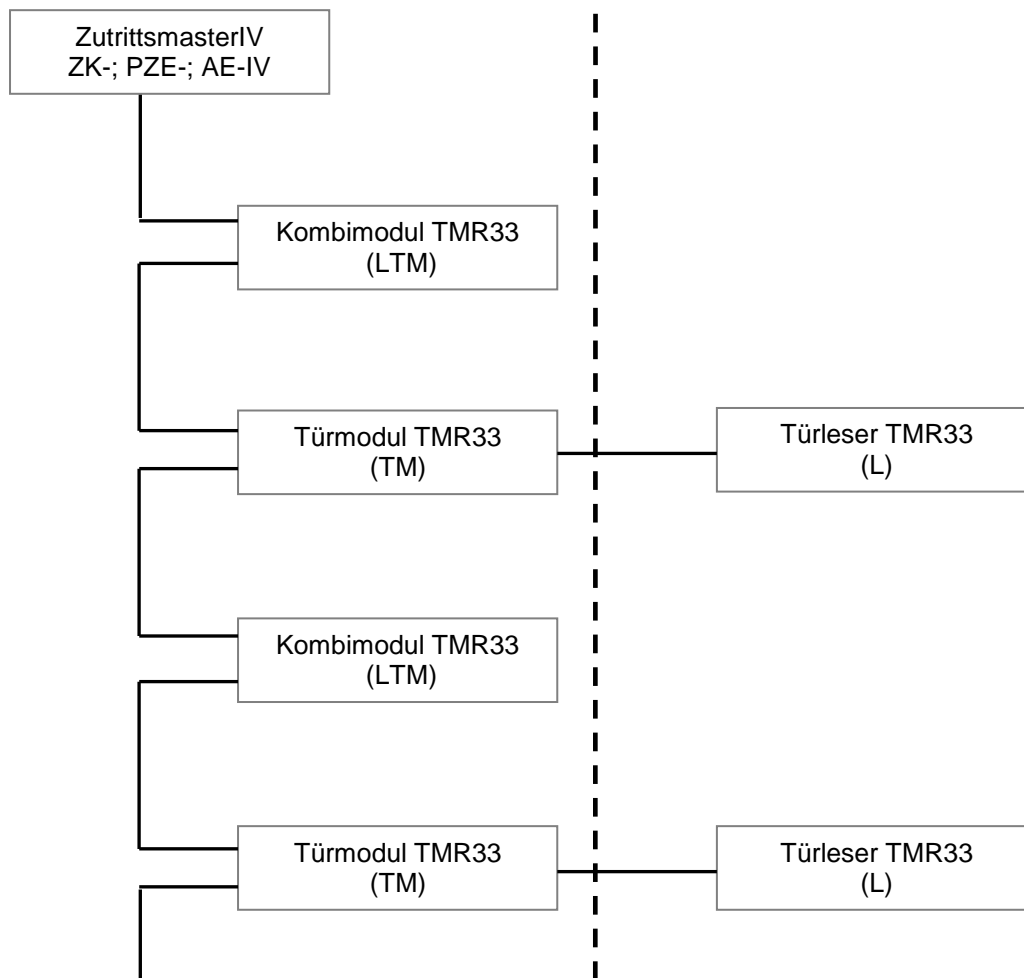 ZutrittsmasterIV
ZK-; PZE-; AE-IV
Kombimodul TMR33
(LTM)
Türmodul TMR33
(TM)
Türleser TMR33
(L)
Kombimodul TMR33
(LTM)
Türmodul TMR33
(TM)
Türleser TMR33
(L)